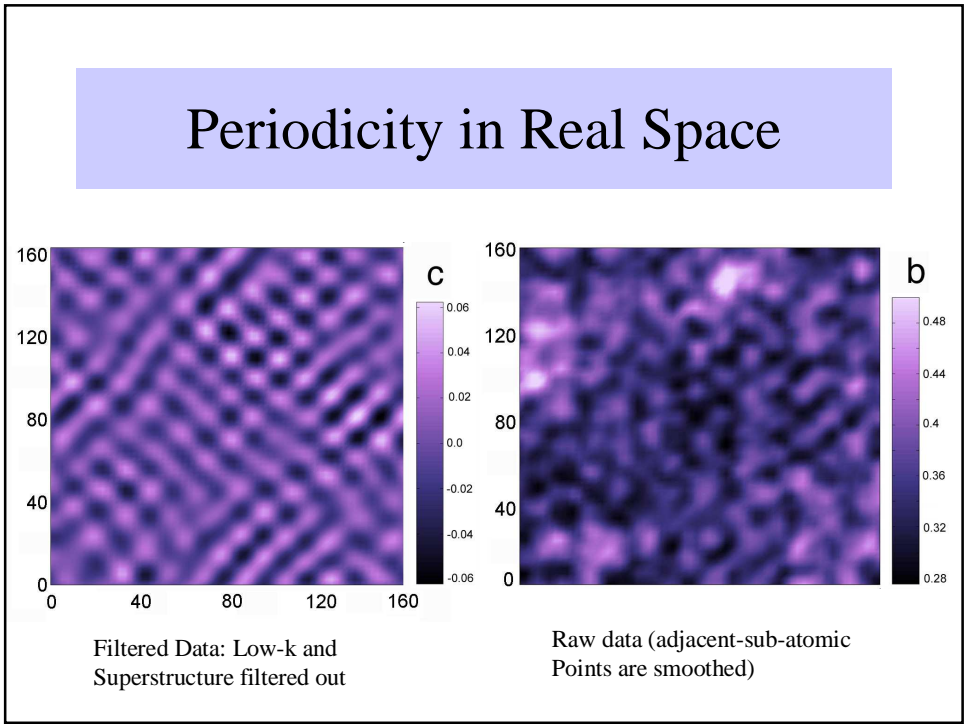 Periodicity in Real Space
160
120
80
40
0
0 40 80 120 160
c
0.06
0.04
0.02
0.0
-0.02
-0.04
-0.06
160
120
80
40
0
b
0.48
0.44
0.4
0.36
0.32
0.28
Filtered Data: Low-k and
Superstructure filtered out
Raw data (adjacent-sub-atomic
Points are smoothed)